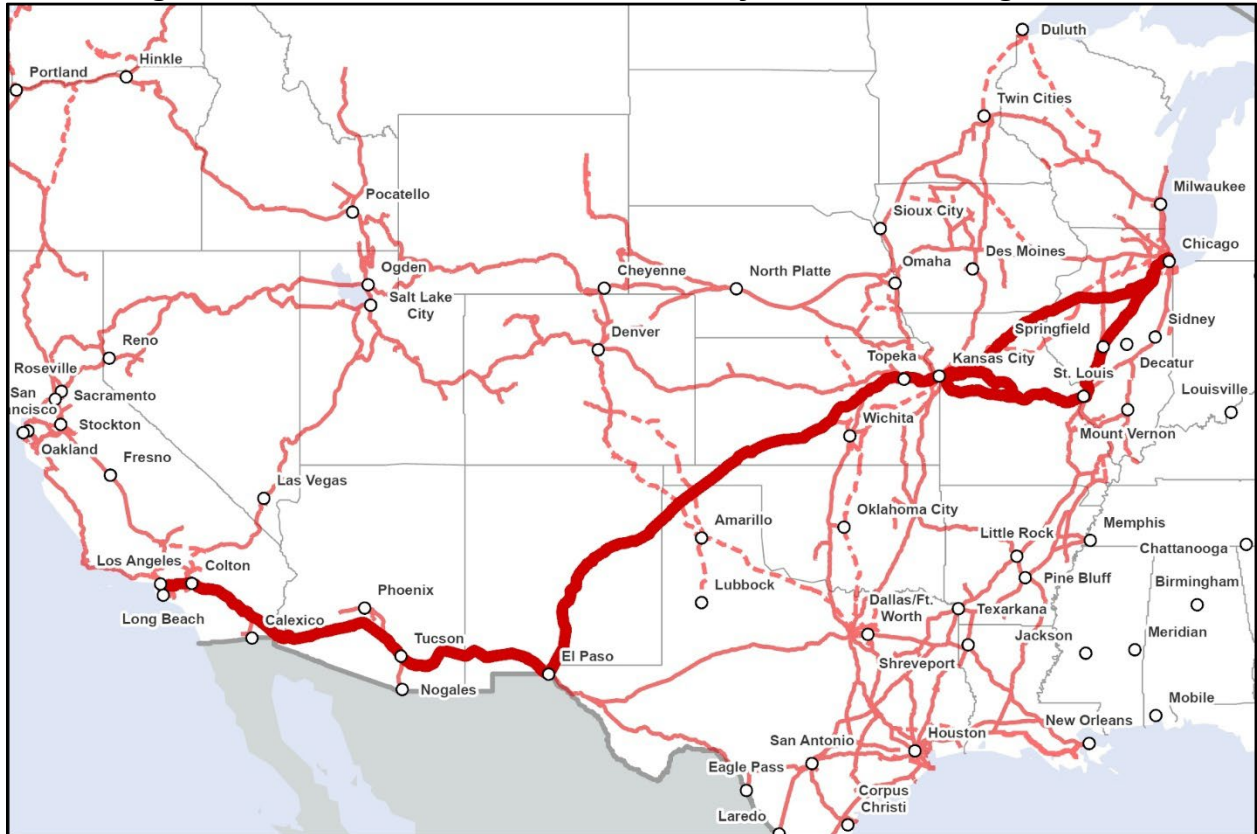 Duluth
Hinkle
Portland
Twin Cities
Pocatello
Milwaukee
Sioux City
Chicago
Ogden
Cheyenne
North Platte
Omaha
Des Moines
Salt Lake
City
Springfield
Sidney
Reno
Denver
Topeka
Kansas City
Decatur
Roseville
St. Louis
San
Sacramento
Louisville
ancisco
Stockton
Wichita
Mount Vernon
Oakland
Fresno
Las Vegas
Oklahoma City
Amarillo
Little Rock
Memphis
Chattanooga
Los Angeles
Colton
Pine Bluff
Birmingham
Lubbock
Phoenix
Dallas/Ft.
Worth
Texarkana
Long Beach
Calexico
Tucson
Jackson
Meridian
El Paso
Shreveport
Nogales
Mobile
New Orleans
San Antonio
Houston
Eagle Pass
Corpus
Christi
Laredo